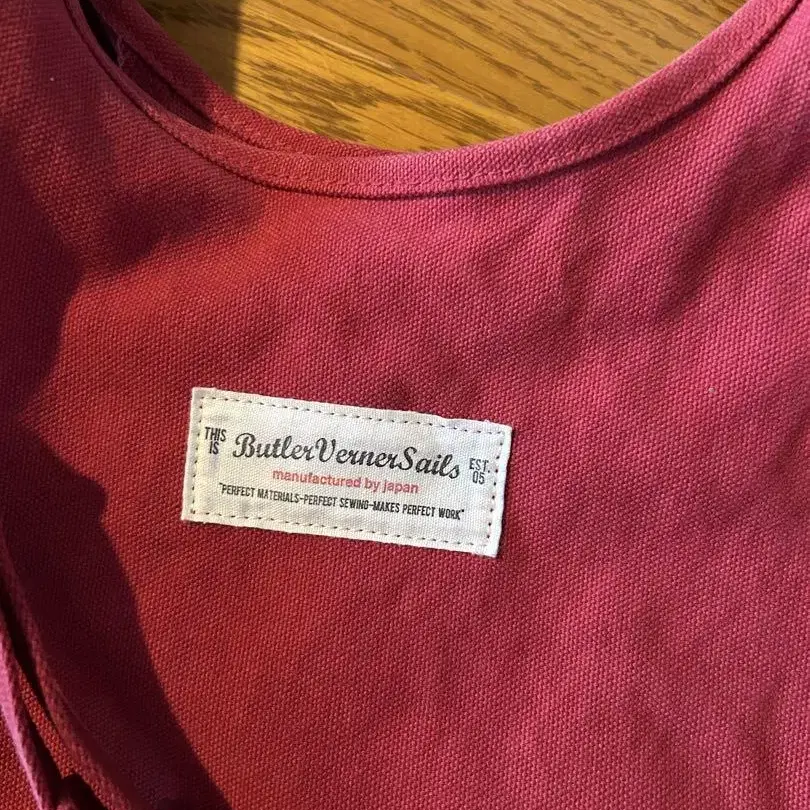 THIS IS
ButlerVernerSails
EST. 05
manufactured by japan
"PERFECT MATERIALS-PERFECT SEWING-MAKES PERFECT WORK"